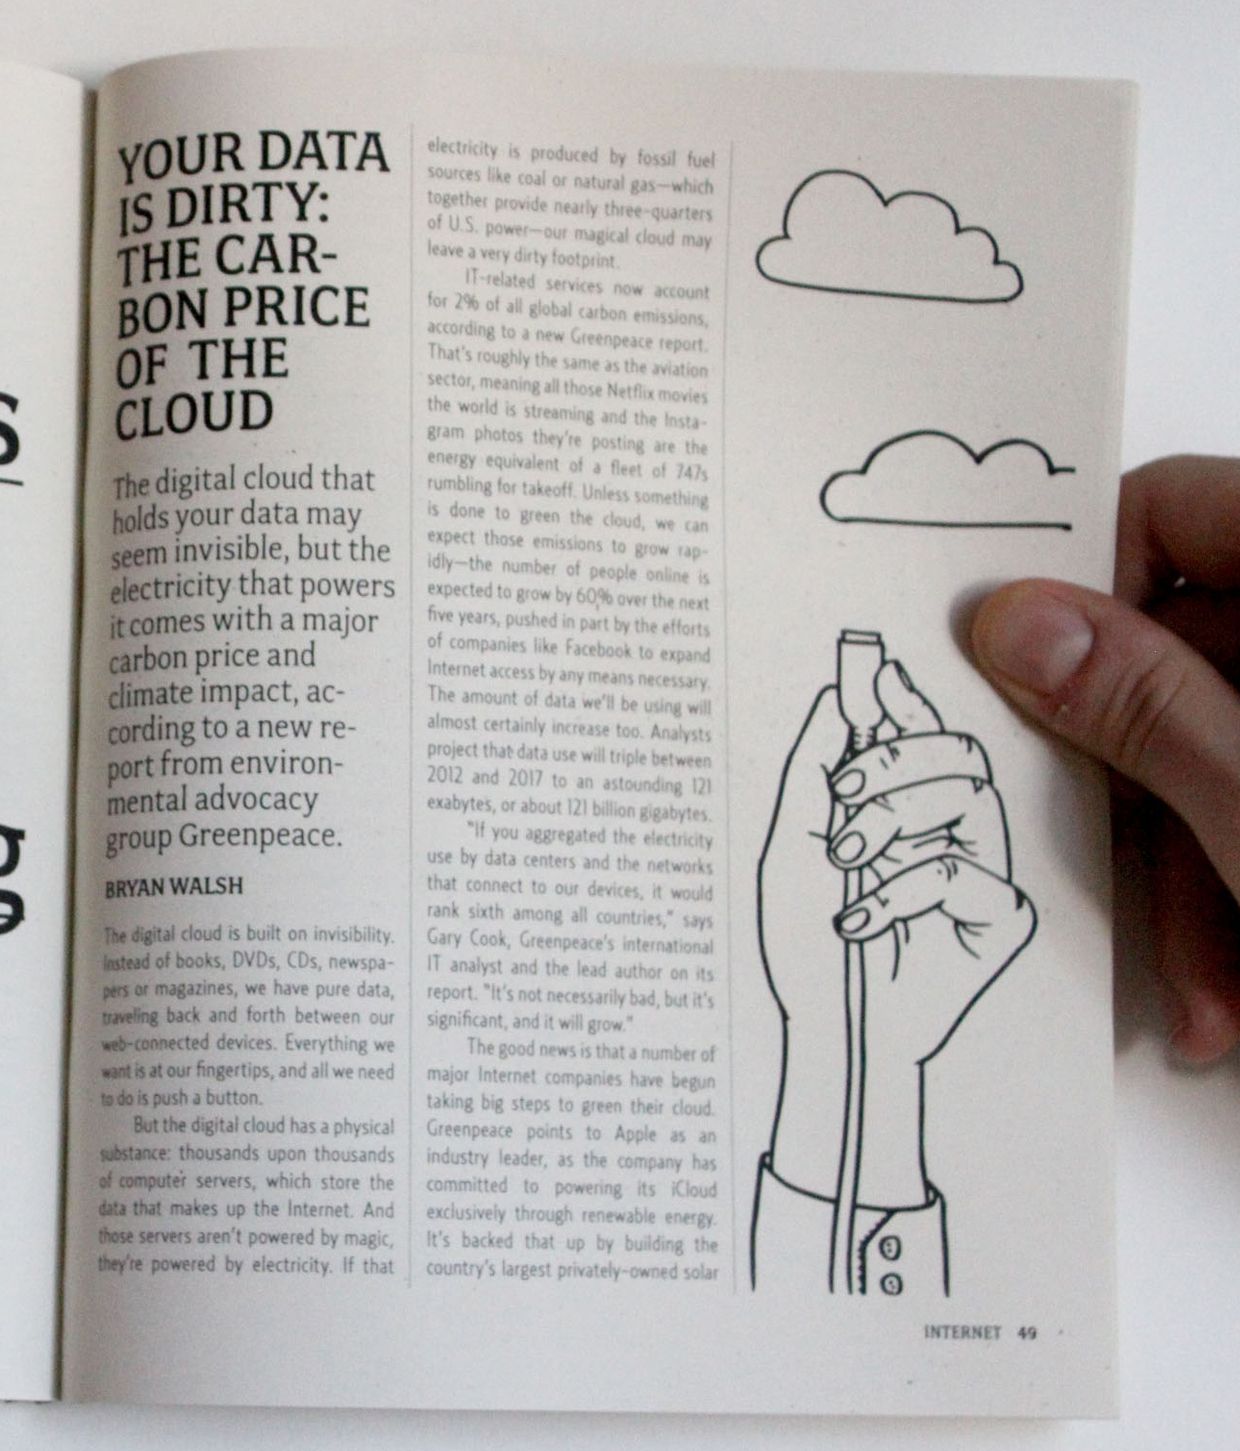 YOUR DATA
IS DIRTY:
THE CAR-
BON PRICE
OF THE
CLOUD
The digital cloud that
holds your data may
seem invisible, but the
electricity that powers
it comes with a major
carbon price and
climate impact, ac-
cording to a new re-
port from environ-
mental advocacy
group Greenpeace.
BRYAN WALSH
The digital cloud is built on invisibility.
Instead of books, DVDs, CDs, newspa-
pers or magazines, we have pure data,
traveling back and forth between our
web-connected devices. Everything we
want is at our fingertips, and all we need
to do is push a button.
But the digital cloud has a physical
substance: thousands upon thousands
of computer servers, which store the
data that makes up the Internet. And
those servers aren't powered by magic,
they're powered by electricity. If that
electricity is produced by fossil fuel
sources like coal or natural gas—which
together provide nearly three-quarters
of U.S. power—our magical cloud may
leave a very dirty footprint.
IT-related services now account
for 2% of all global carbon emissions,
according to a new Greenpeace report.
That's roughly the same as the aviation
sector, meaning all those Netflix movies
the world is streaming and the Insta-
gram photos they're posting are the
energy equivalent of a fleet of 747s
rumbling for takeoff. Unless something
is done to green the cloud, we can
expect those emissions to grow rap-
idly—the number of people online is
expected to grow by 60% over the next
five years, pushed in part by the efforts
of companies like Facebook to expand
Internet access by any means necessary.
The amount of data we'll be using will
almost certainly increase too. Analysts
project that data use will triple between
2012 and 2017 to an astounding 121
exabytes, or about 121 billion gigabytes.
"If you aggregated the electricity
use by data centers and the networks
that connect to our devices, it would
rank sixth among all countries," says
Gary Cook, Greenpeace's international
IT analyst and the lead author on its
report. "It's not necessarily bad, but it's
significant, and it will grow."
The good news is that a number of
major Internet companies have begun
taking big steps to green their cloud.
Greenpeace points to Apple as an
industry leader, as the company has
committed to powering its iCloud
exclusively through renewable energy.
It's backed that up by building the
country's largest privately-owned solar
INTERNET 49